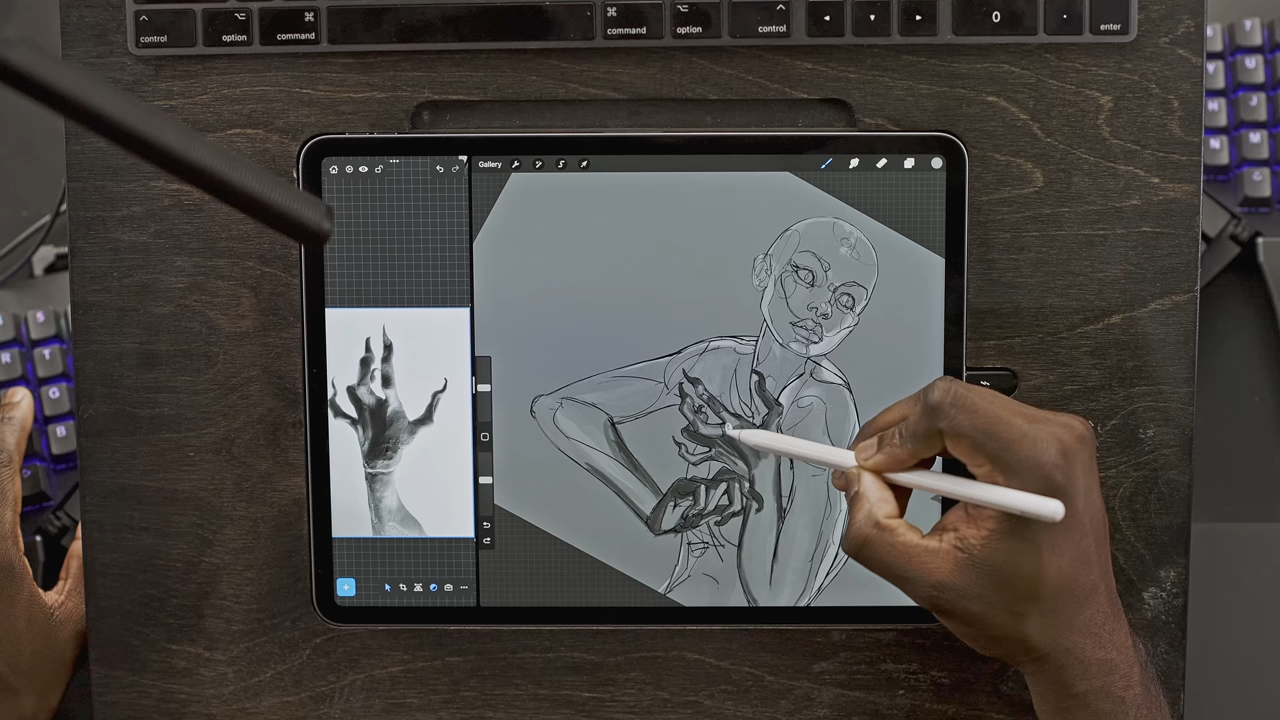 ⌃ ⌥ ⌘ ⌘ ⌥ ⌃
control option command command option control ◂ ▾ ▸ 0 . enter
Gallery
T
Y U
H J
N M
S
R T
G
B